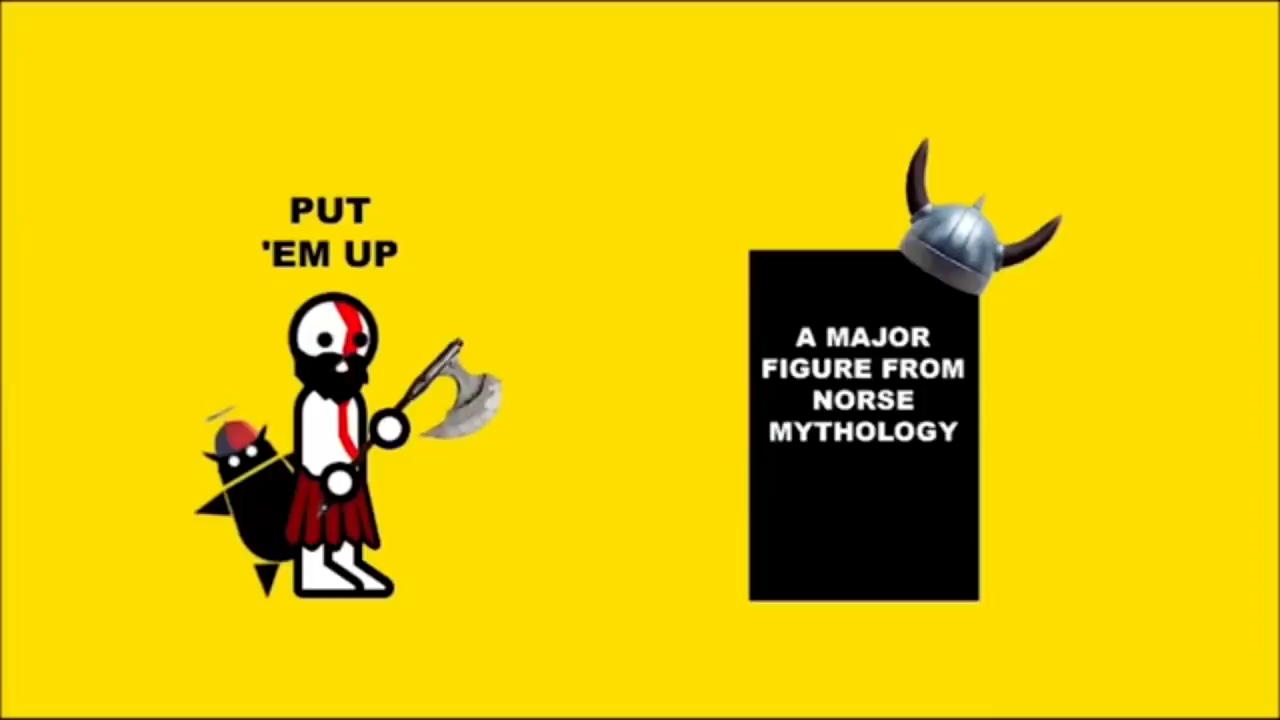 PUT
'EM UP
A MAJOR
FIGURE FROM
NORSE
MYTHOLOGY